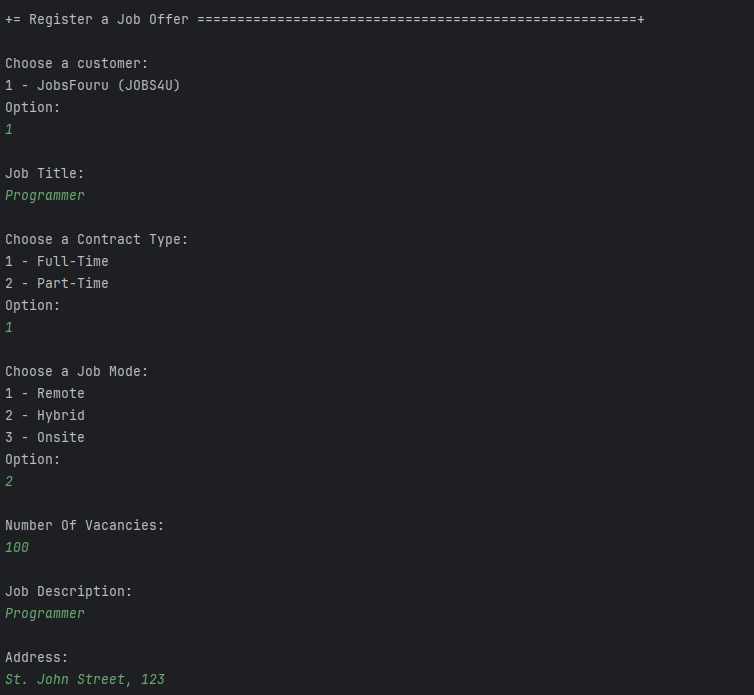 += Register a Job Offer =======================================================+
Choose a customer:
1 - JobsFouru (JOBS4U)
Option:
1
Job Title:
Programmer
Choose a Contract Type:
1 - Full-Time
2 - Part-Time
Option:
1
Choose a Job Mode:
1 - Remote
2 - Hybrid
3 - Onsite
Option:
2
Number Of Vacancies:
100
Job Description:
Programmer
Address:
St. John Street, 123